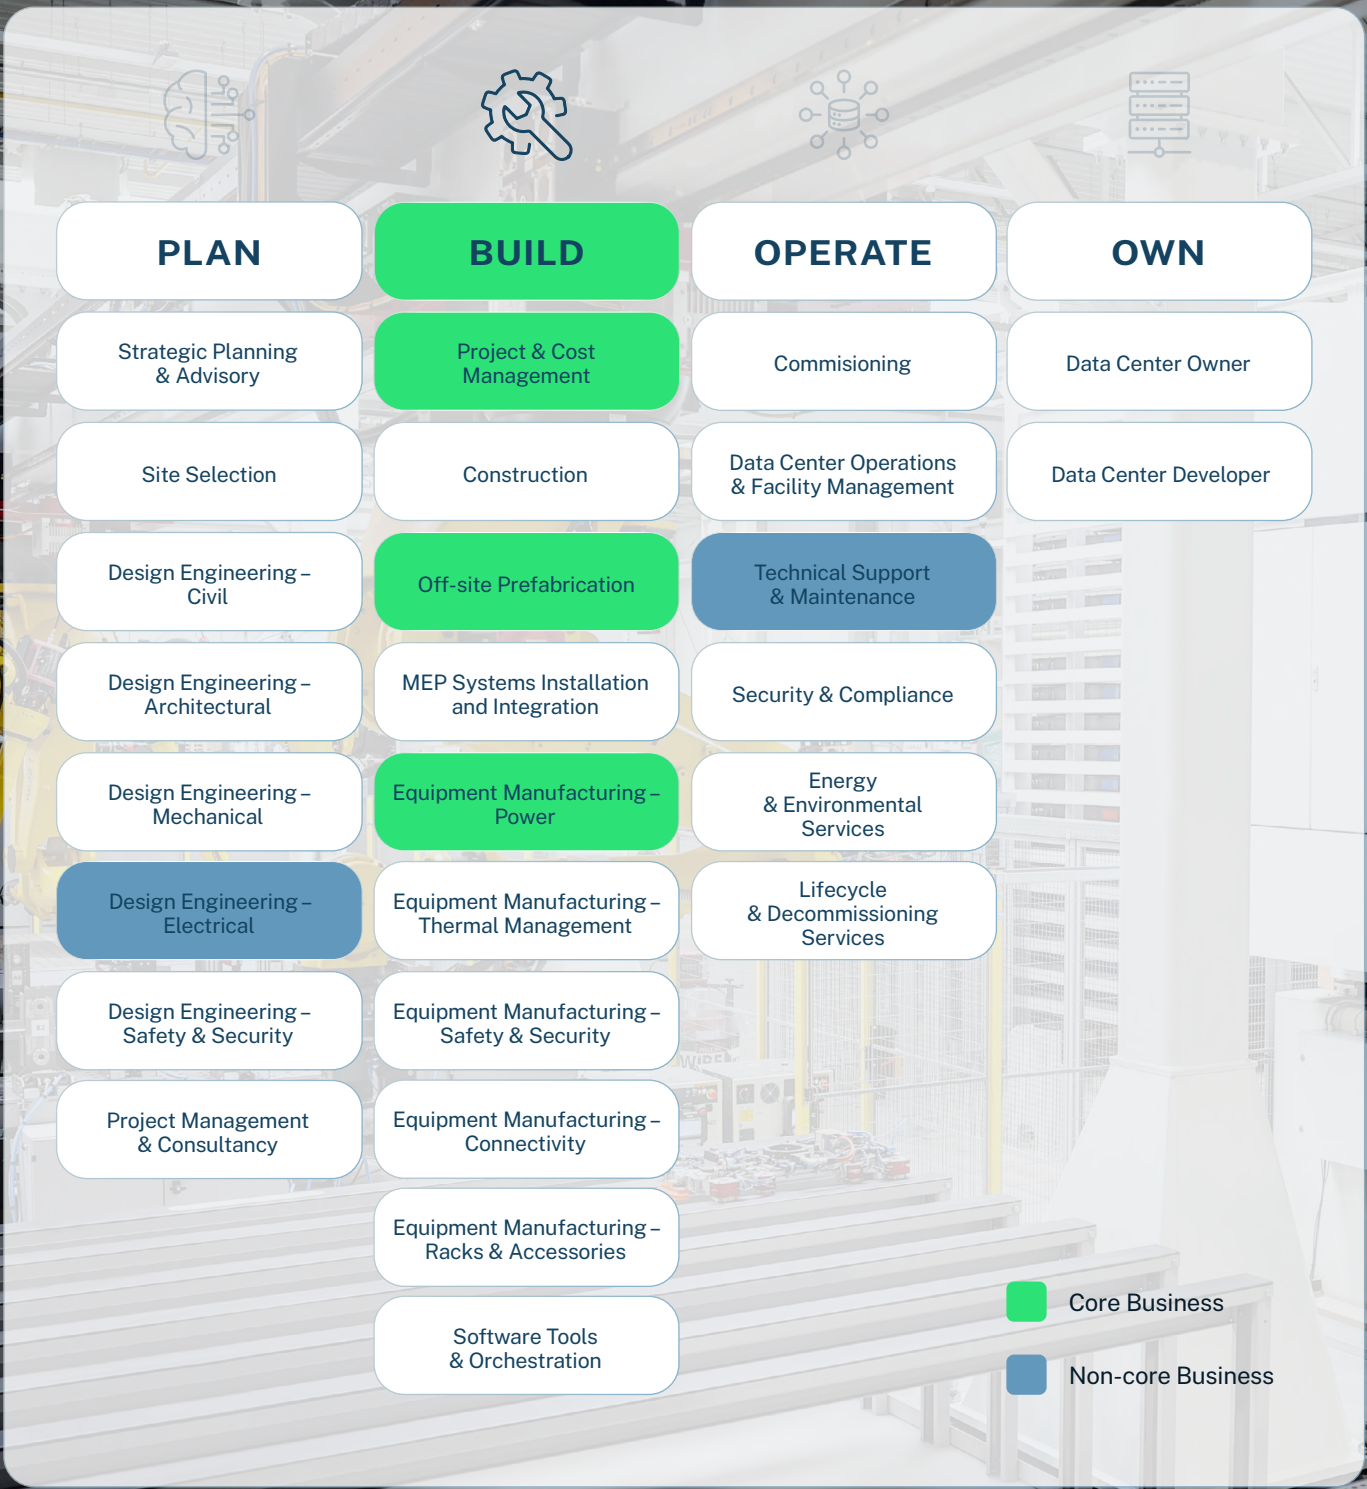 PLAN
BUILD
OPERATE
OWN
Strategic Planning
& Advisory
Project & Cost
Management
Commisioning
Data Center Owner
Site Selection
Construction
Data Center Operations
& Facility Management
Data Center Developer
Design Engineering –
Civil
Off-site Prefabrication
Technical Support
& Maintenance
Design Engineering –
Architectural
MEP Systems Installation
and Integration
Security & Compliance
Design Engineering –
Mechanical
Equipment Manufacturing –
Power
Energy
& Environmental
Services
Design Engineering –
Electrical
Equipment Manufacturing –
Thermal Management
Lifecycle
& Decommissioning
Services
Design Engineering –
Safety & Security
Equipment Manufacturing –
Safety & Security
Project Management
& Consultancy
Equipment Manufacturing –
Connectivity
Equipment Manufacturing –
Racks & Accessories
Software Tools
& Orchestration
Core Business
Non-core Business